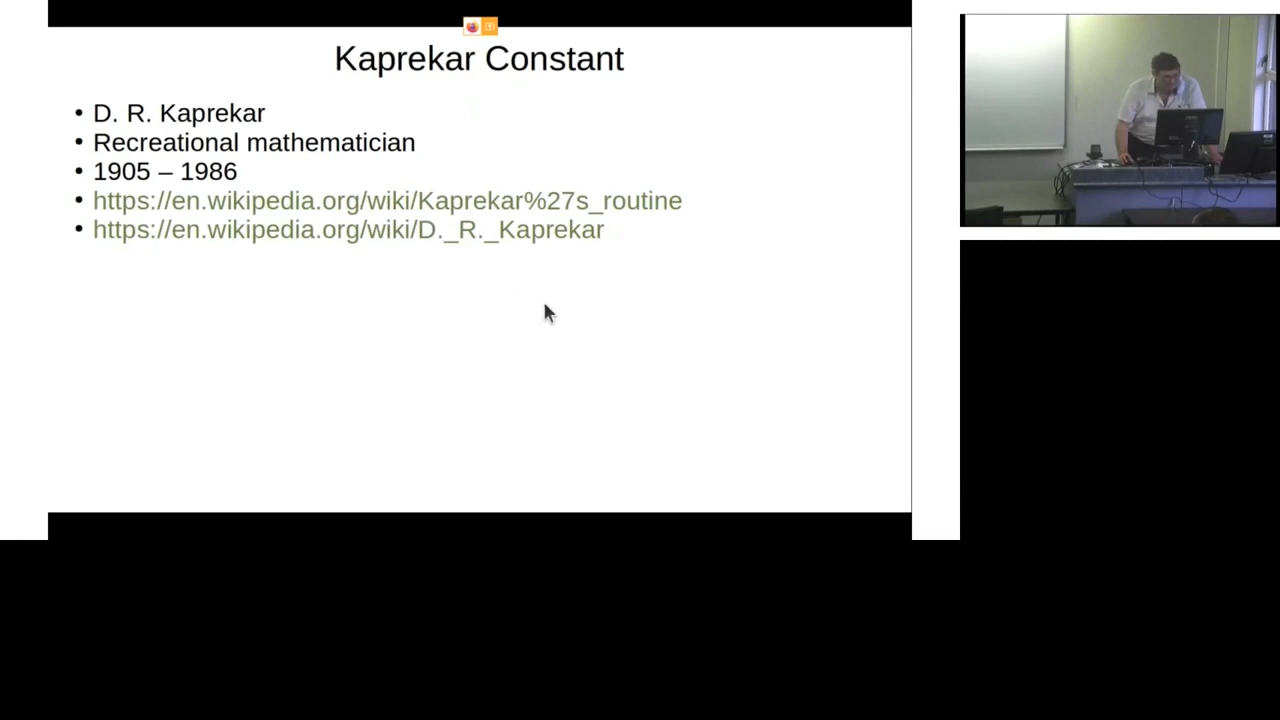 Kaprekar Constant
• D. R. Kaprekar
• Recreational mathematician
• 1905 – 1986
• https://en.wikipedia.org/wiki/Kaprekar%27s_routine
• https://en.wikipedia.org/wiki/D._R._Kaprekar